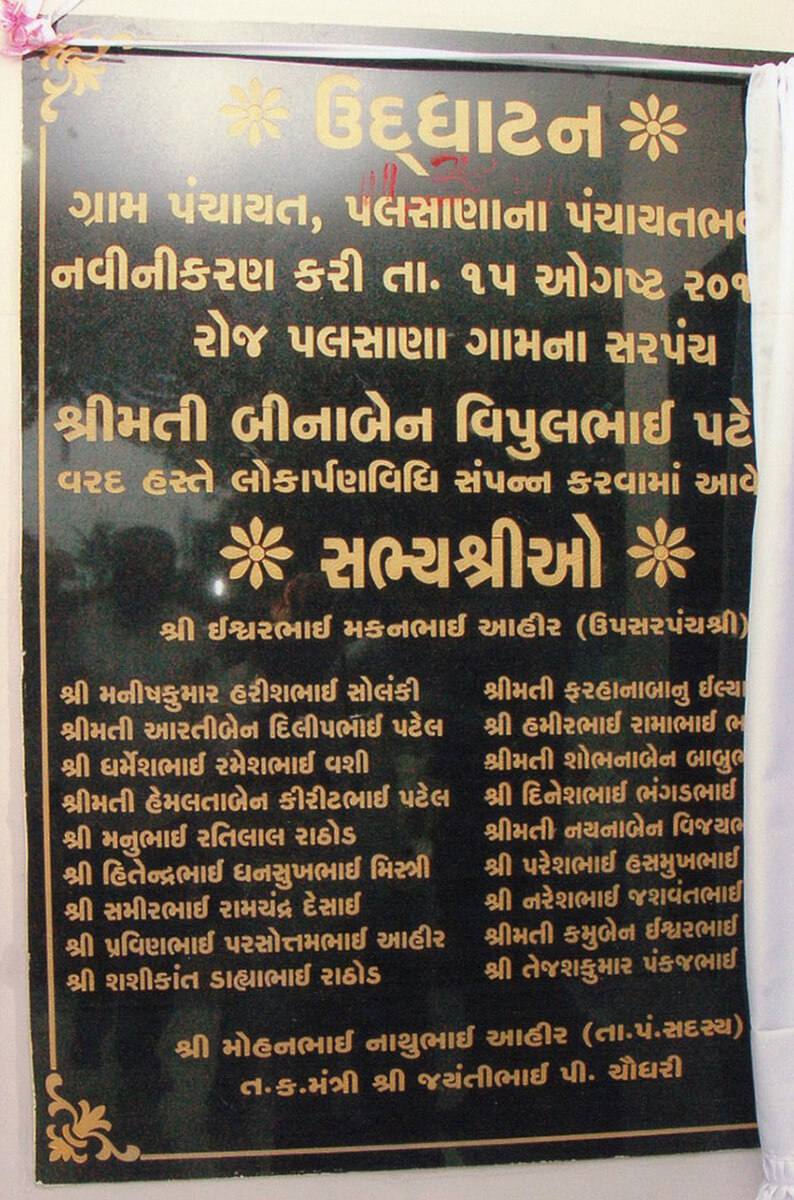 ઉદ્‌ઘાટન
ગ્રામ પંચાયત, પલસાણાના પંચાયતભ
નવીનીકરણ કરી તા. ૧૫ ઓગષ્ટ ૨૦૧
રોજ પલસાણા ગામના સરપંચ
શ્રીમતી બીનાબેન વિપુલભાઈ પટે
વરદ હસ્તે લોકાર્પણવિધિ સંપન્ન કરવામાં આવે
સભ્યશ્રીઓ
શ્રી ઈશ્વરભાઈ મકનભાઈ આહીર (ઉપસરપંચશ્રી)
શ્રી મનીષકુમાર હરીશભાઈ સોલંકી
શ્રીમતી આરતીબેન દિલીપભાઈ પટેલ
શ્રી ધર્મેશભાઈ રમેશભાઈ વશી
શ્રીમતી હેમલતાબેન કીરીટભાઈ પટેલ
શ્રી મનુભાઈ રતિલાલ રાઠોડ
શ્રી હિતેન્દ્રભાઈ ધનસુખભાઈ મિસ્ત્રી
શ્રી સમીરભાઈ રામચંદ્ર દેસાઈ
શ્રી પ્રવિણભાઈ પરસોત્તમભાઈ આહીર
શ્રી શશીકાંત ડાહ્યાભાઈ રાઠોડ
શ્રીમતી ફરહાનાબાનુ ઈલ્યા
શ્રી હમીરભાઈ રામાભાઈ ભ
શ્રીમતી શોભનાબેન બાબુભ
શ્રી દિનેશભાઈ ભંગડભાઈ
શ્રીમતી નયનાબેન વિજયભ
શ્રી પરેશભાઈ હસમુખભાઈ
શ્રી નરેશભાઈ જશવંતભાઈ
શ્રીમતી કમુબેન ઈશ્વરભાઈ
શ્રી તેજશકુમાર પંકજભાઈ
શ્રી મોહનભાઈ નાથુભાઈ આહીર (તા.પં.સદસ્ય)
ત.ક.મંત્રી શ્રી જયંતીભાઈ પી. ચૌધરી